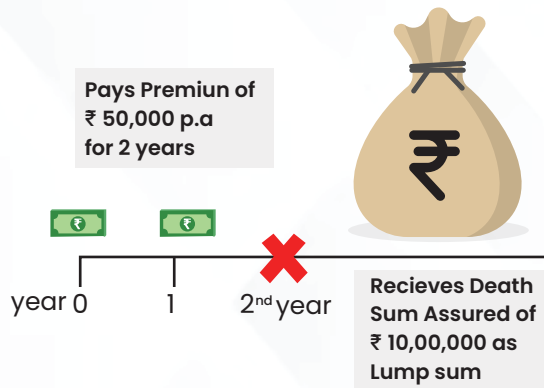 Pays Premiun of
₹ 50,000 p.a
for 2 years
₹
₹ ₹
year 0 1 2nd year
Recieves Death
Sum Assured of
₹ 10,00,000 as
Lump sum